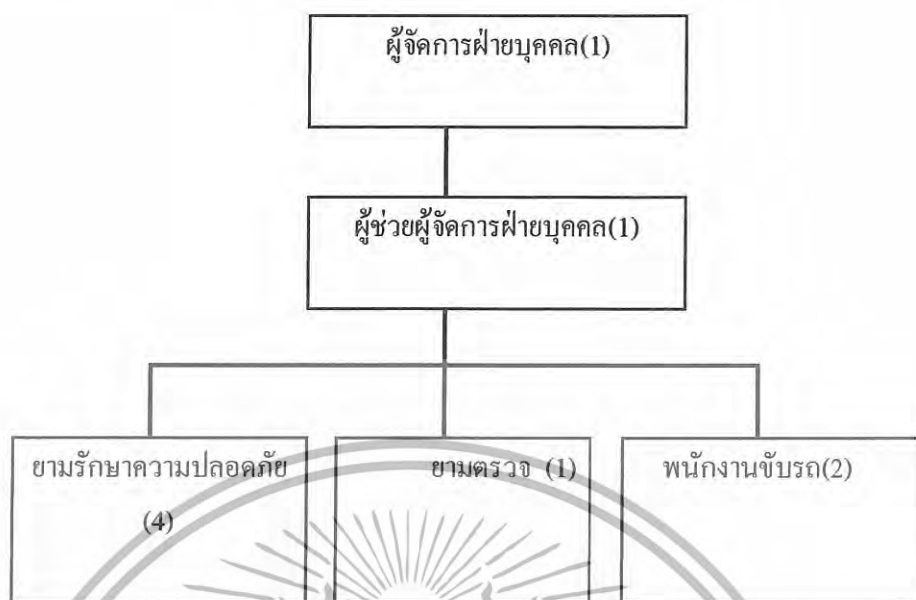 ผู้จัดการฝ่ายบุคคล(1)
ผู้ช่วยผู้จัดการฝ่ายบุคคล(1)
ยามรักษาความปลอดภัย
(4)
ยามตรวจ (1)
พนักงานขับรถ(2)